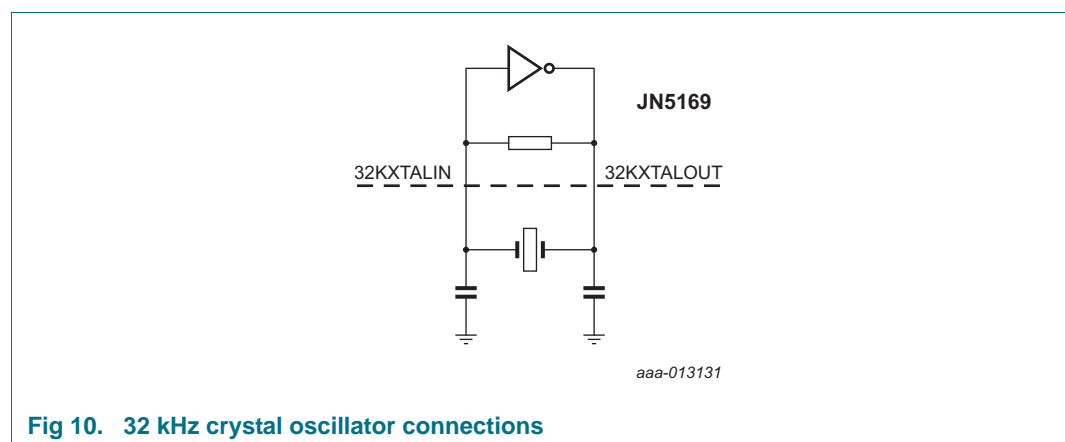 JN5169
32KXTALIN
32KXTALOUT
aaa-013131
Fig 10. 32 kHz crystal oscillator connections